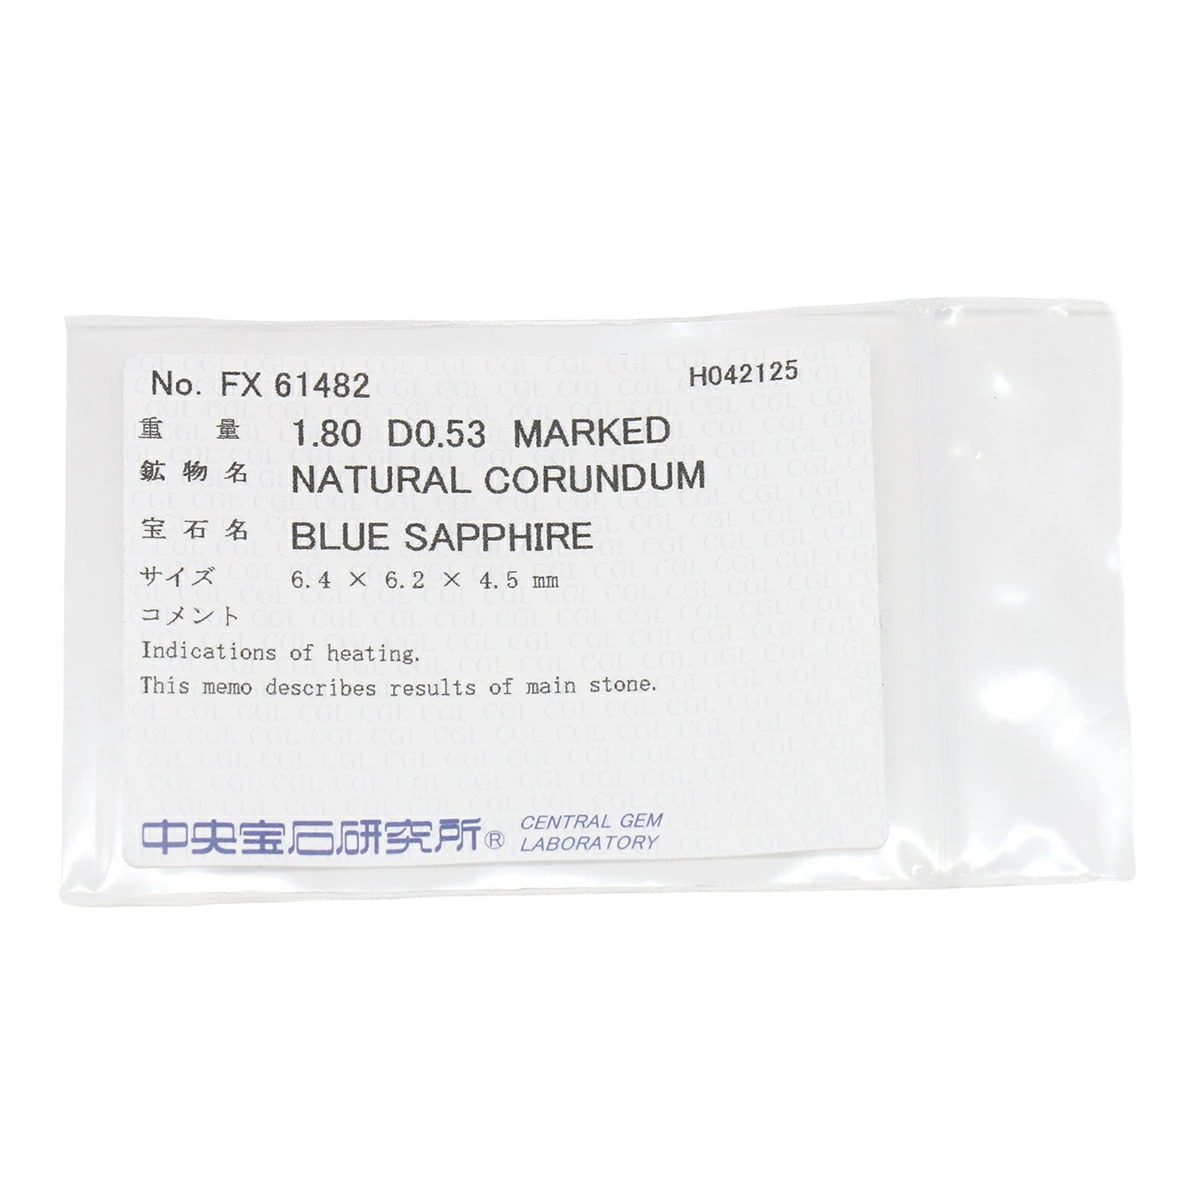 No. FX 61482 H042125
重 量 1.80 D0.53 MARKED
鉱 物 名 NATURAL CORUNDUM
宝 石 名 BLUE SAPPHIRE
サイズ 6.4 × 6.2 × 4.5 mm
コメント
Indications of heating.
This memo describes results of main stone.
中央宝石研究所® CENTRAL GEM
LABORATORY